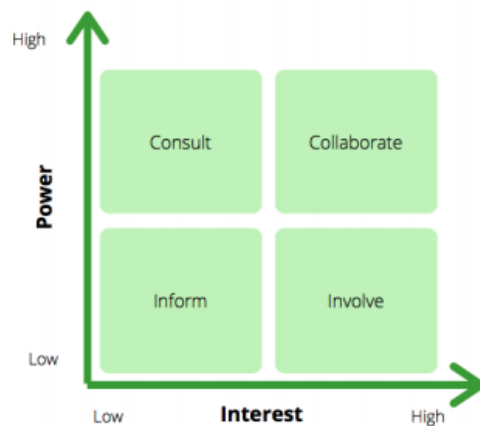 High
Consult
Collaborate
Power
Inform
Involve
Low
Low
Interest
High